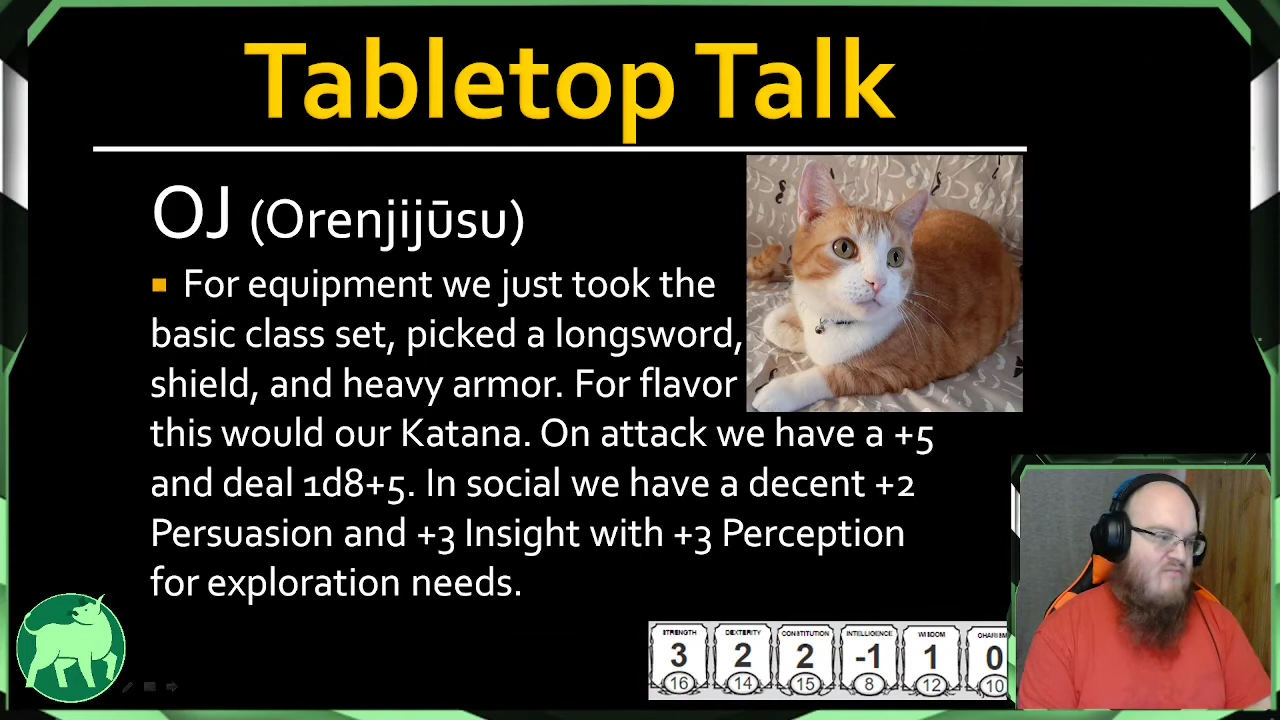 Tabletop Talk
OJ (Orenjijūsu)
For equipment we just took the
basic class set, picked a longsword,
shield, and heavy armor. For flavor
this would our Katana. On attack we have a +5
and deal 1d8+5. In social we have a decent +2
Persuasion and +3 Insight with +3 Perception
for exploration needs.
STRENGTH DEXTERITY CONSTITUTION INTELLIGENCE WISDOM CHARISM
3 2 2 -1 1 0
16 14 15 8 12 10